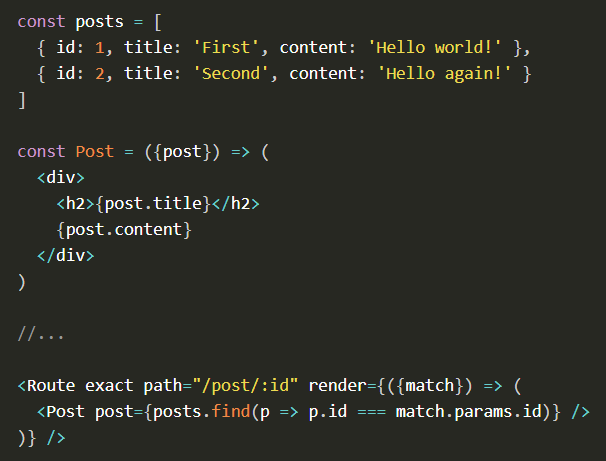 const posts = [
  { id: 1, title: 'First', content: 'Hello world!' },
  { id: 2, title: 'Second', content: 'Hello again!' }
]

const Post = ({post}) => (
  <div>
    <h2>{post.title}</h2>
    {post.content}
  </div>
)

//...

<Route exact path="/post/:id" render={({match}) => (
  <Post post={posts.find(p => p.id === match.params.id)} />
)} />